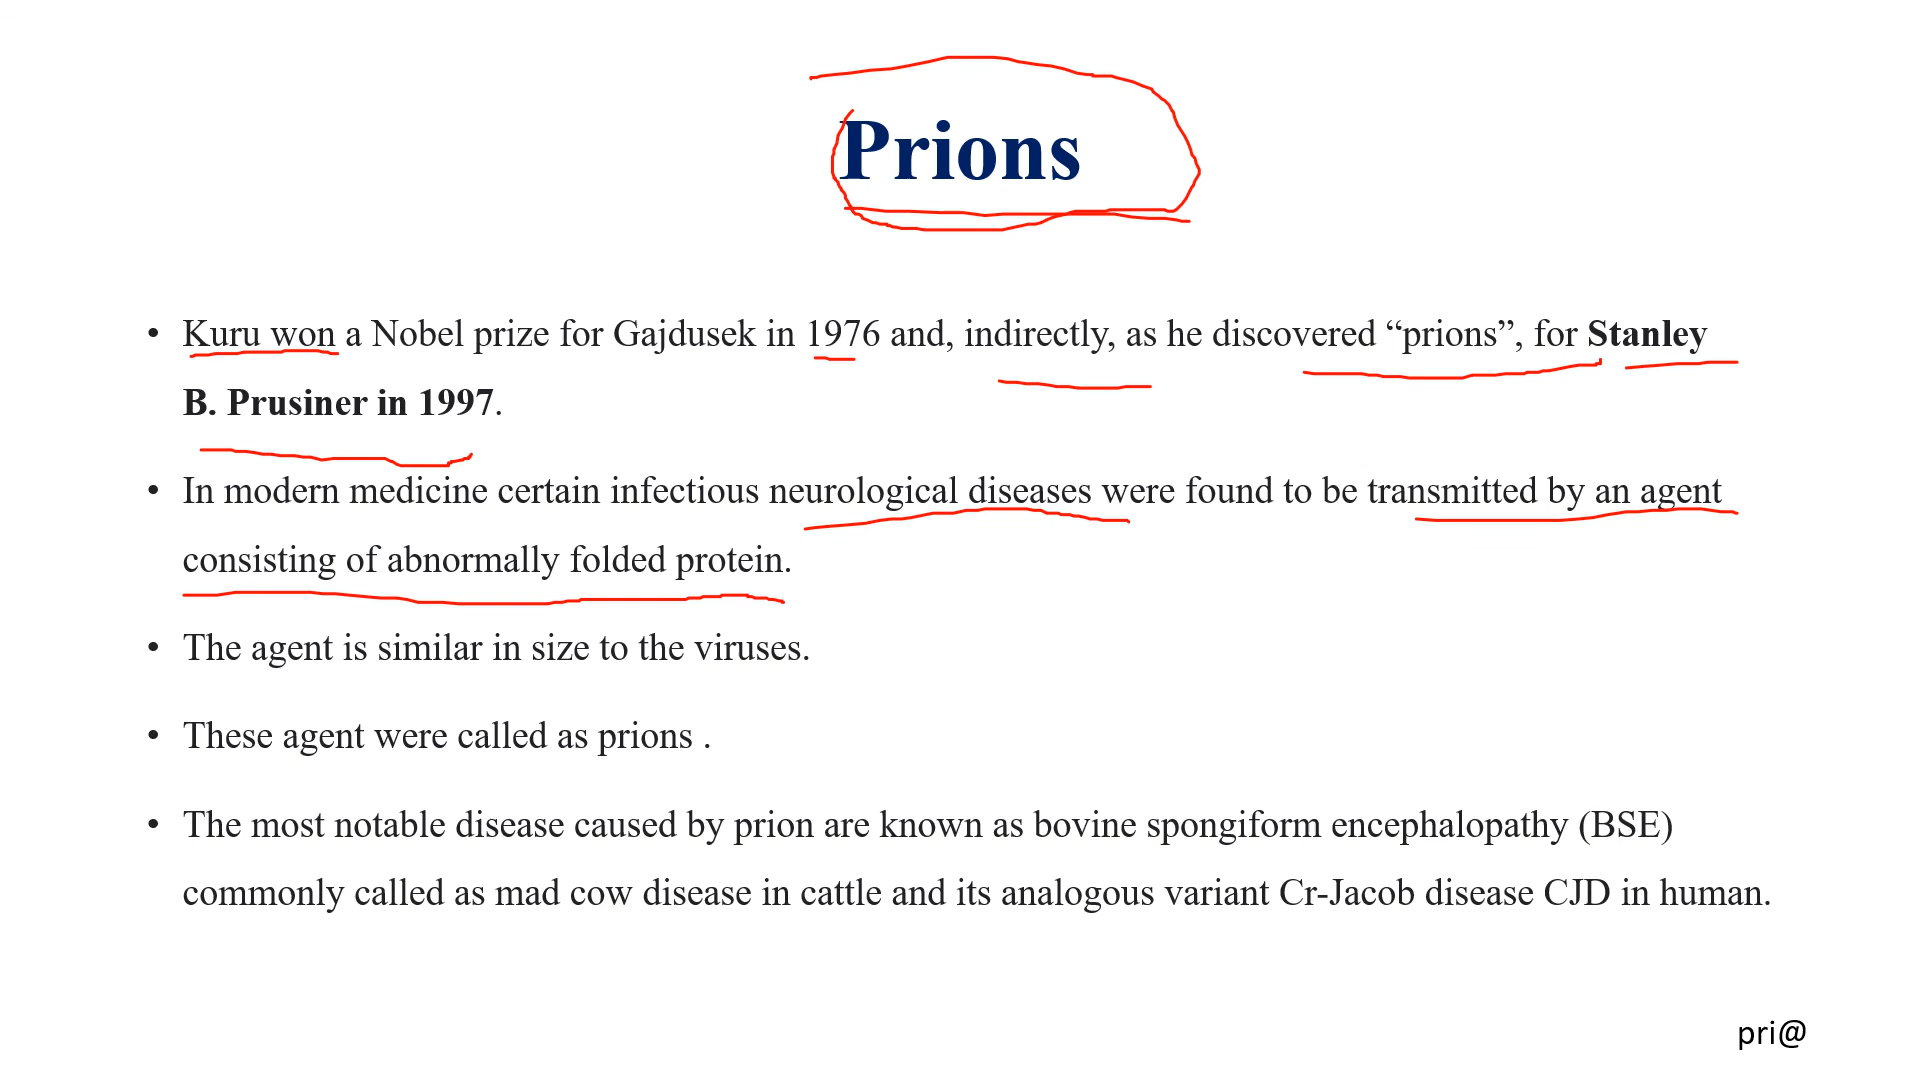 Prions
• Kuru won a Nobel prize for Gajdusek in 1976 and, indirectly, as he discovered “prions”, for Stanley
B. Prusiner in 1997.
• In modern medicine certain infectious neurological diseases were found to be transmitted by an agent
consisting of abnormally folded protein.
• The agent is similar in size to the viruses.
• These agent were called as prions .
• The most notable disease caused by prion are known as bovine spongiform encephalopathy (BSE)
commonly called as mad cow disease in cattle and its analogous variant Cr-Jacob disease CJD in human.
pri@